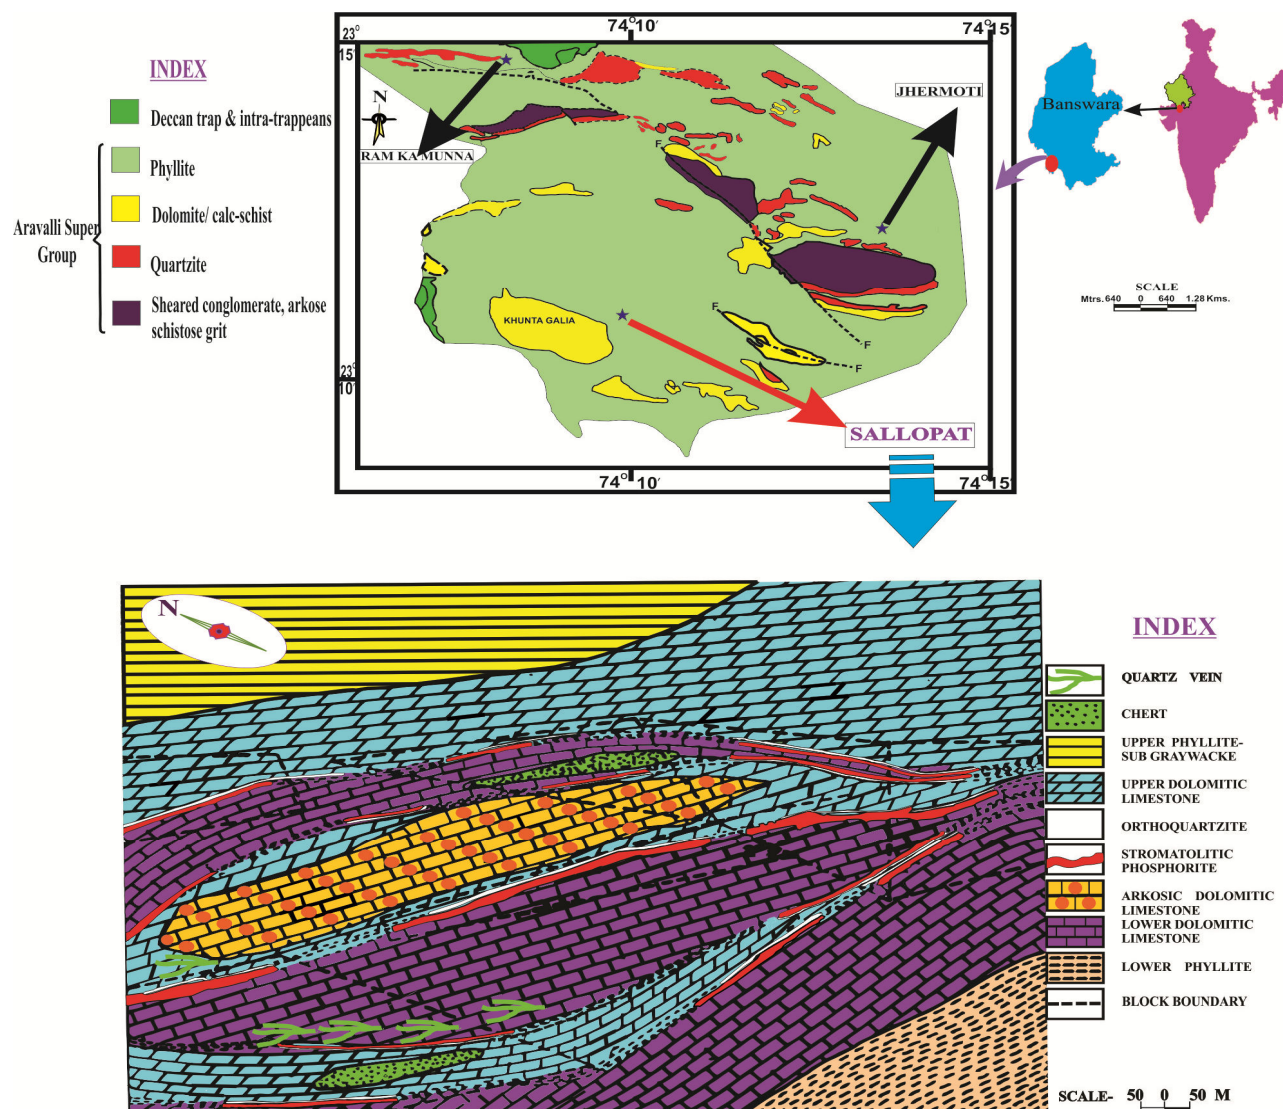 74°10′
74°15′
23°
15′
INDEX
Deccan trap & intra-trappeans
Phyllite
Dolomite/ calc-schist
Aravalli Super
Group
Quartzite
Sheared conglomerate, arkose
schistose grit
N
RAM KAMUNNA
JHERMOTI
Banswara
F
F
F
F
KHUNTA GALIA
SCALE
Mtrs. 640 0 640 1.28 Kms.
23°
10′
SALLOPAT
74°10′
74°15′
N
INDEX
QUARTZ VEIN
CHERT
UPPER PHYLLITE-
SUB GRAYWACKE
UPPER DOLOMITIC
LIMESTONE
ORTHOQUARTZITE
STROMATOLITIC
PHOSPHORITE
ARKOSIC DOLOMITIC
LIMESTONE
LOWER DOLOMITIC
LIMESTONE
LOWER PHYLLITE
BLOCK BOUNDARY
SCALE- 50 0 50 M